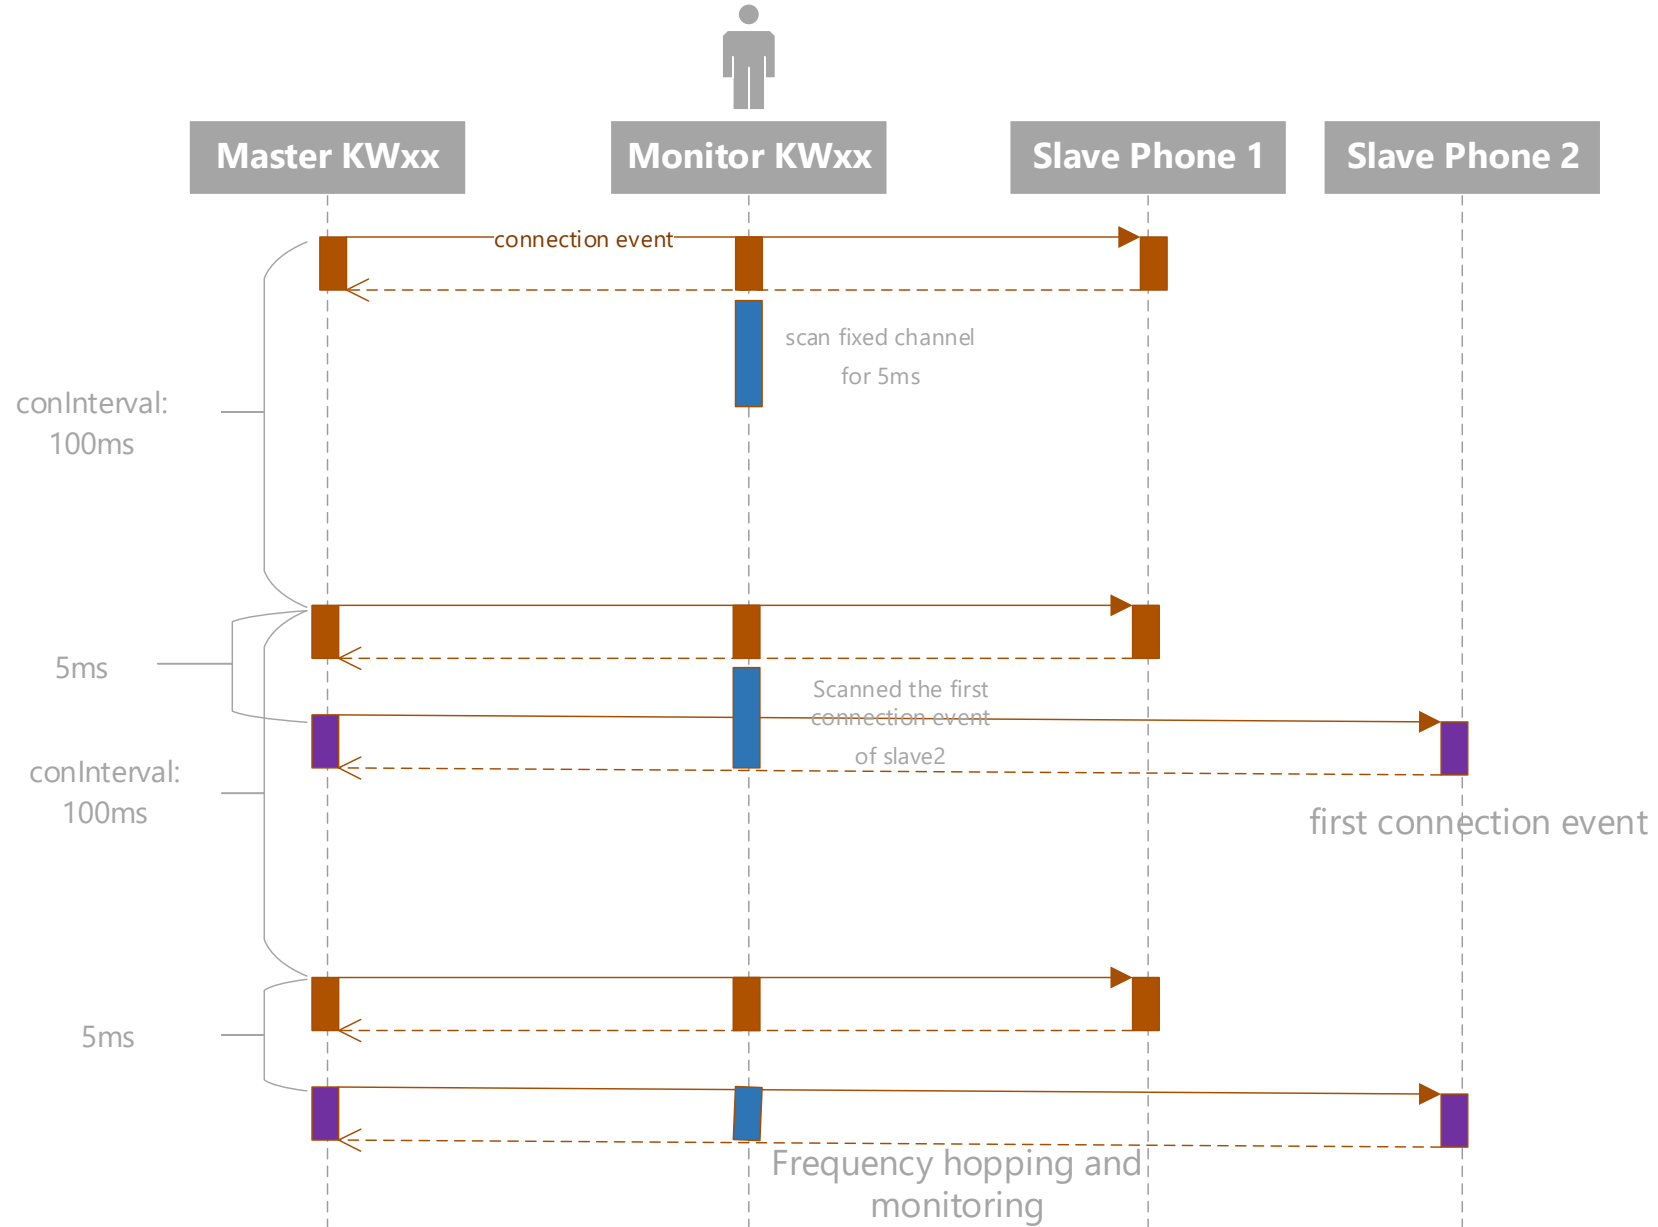 Master KWxx
Monitor KWxx
Slave Phone 1
Slave Phone 2
connection event
scan fixed channel
for 5ms
conInterval:
100ms
5ms
Scanned the first
connection event
of slave2
conInterval:
100ms
first connection event
5ms
Frequency hopping and
monitoring